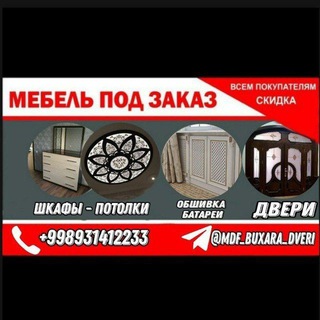 МЕБЕЛЬ ПОД ЗАКАЗ
ВСЕМ ПОКУПАТЕЛЯМ
СКИДКА
ШКАФЫ - ПОТОЛКИ
ОБШИВКА
БАТАРЕИ
ДВЕРИ
+998931412233
@MDF_BUXARA_DVERI